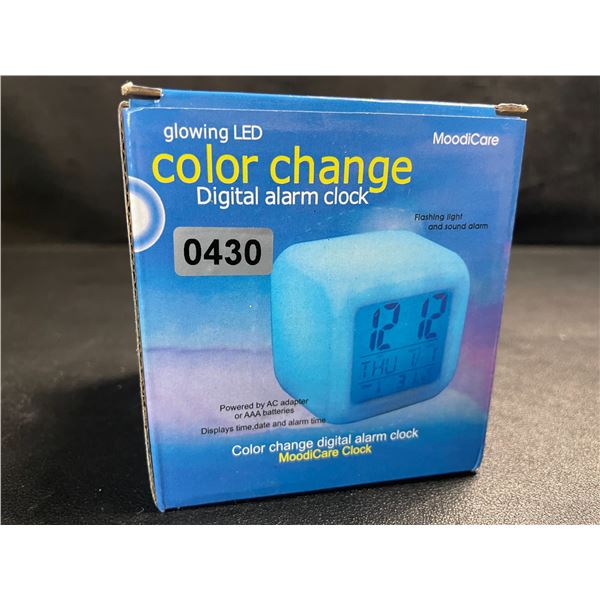 glowing LED
MoodiCare
color change
Digital alarm clock
Flashing light
and sound alarm
0430
12 12
THU
Powered by AC adapter
or AAA batteries
Displays time,date and alarm time
Color change digital alarm clock
MoodiCare Clock